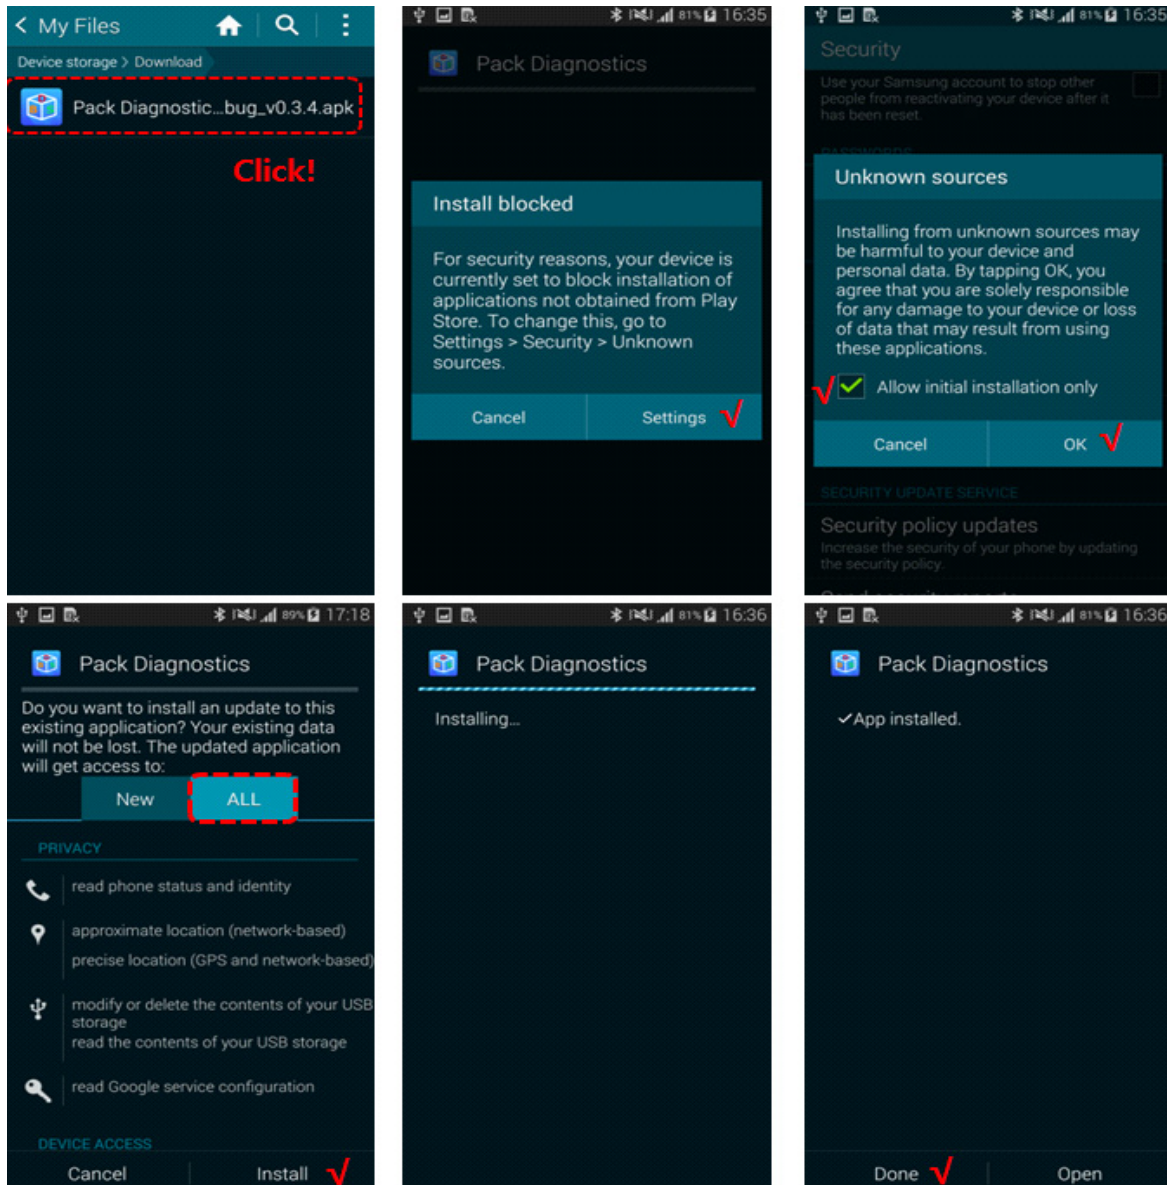 My Files
Device storage > Download
Pack Diagnostic...bug_v0.3.4.apk
Click!
81% 16:35
Pack Diagnostics
Install blocked
For security reasons, your device is
currently set to block installation of
applications not obtained from Play
Store. To change this, go to
Settings > Security > Unknown
sources.
Cancel Settings √
81% 16:35
Security
Use your Samsung account to stop other
people from reactivating your device after it
has been reset.
PASSWORDS
Unknown sources
Installing from unknown sources may
be harmful to your device and
personal data. By tapping OK, you
agree that you are solely responsible
for any damage to your device or loss
of data that may result from using
these applications.
√ Allow initial installation only
Cancel OK √
SECURITY UPDATE SERVICE
Security policy updates
Increase the security of your phone by updating
the security policy.
Send security reports
89% 17:18
Pack Diagnostics
Do you want to install an update to this
existing application? Your existing data
will not be lost. The updated application
will get access to:
New ALL
PRIVACY
read phone status and identity
approximate location (network-based)
precise location (GPS and network-based)
modify or delete the contents of your USB
storage
read the contents of your USB storage
read Google service configuration
DEVICE ACCESS
Cancel Install √
81% 16:36
Pack Diagnostics
Installing...
81% 16:36
Pack Diagnostics
✓App installed.
Done √ Open